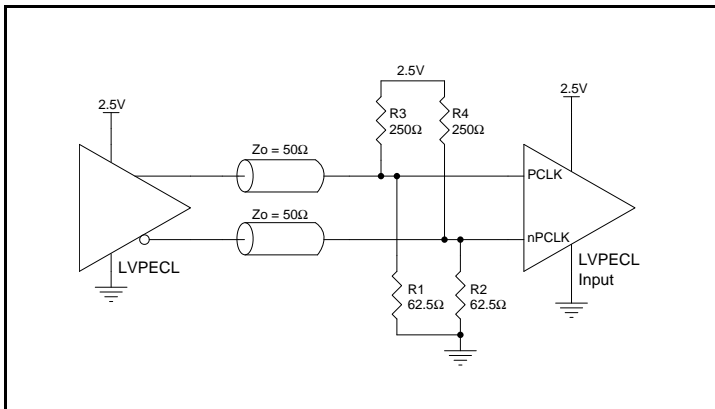 2.5V
2.5V
2.5V
R3
250Ω
R4
250Ω
Zo = 50Ω
PCLK
Zo = 50Ω
nPCLK
LVPECL
LVPECL
Input
R1
62.5Ω
R2
62.5Ω